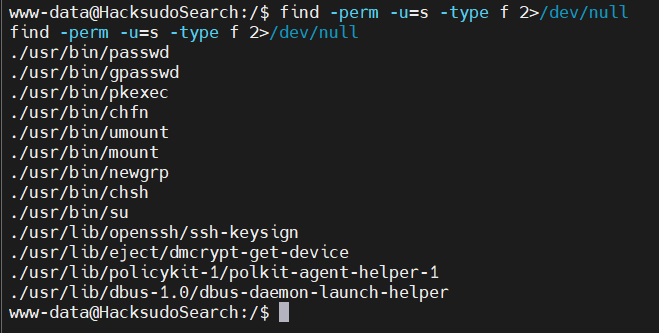 www-data@HacksudoSearch:/$ find -perm -u=s -type f 2>/dev/null
find -perm -u=s -type f 2>/dev/null
./usr/bin/passwd
./usr/bin/gpasswd
./usr/bin/pkexec
./usr/bin/chfn
./usr/bin/umount
./usr/bin/mount
./usr/bin/newgrp
./usr/bin/chsh
./usr/bin/su
./usr/lib/openssh/ssh-keysign
./usr/lib/eject/dmcrypt-get-device
./usr/lib/policykit-1/polkit-agent-helper-1
./usr/lib/dbus-1.0/dbus-daemon-launch-helper
www-data@HacksudoSearch:/$